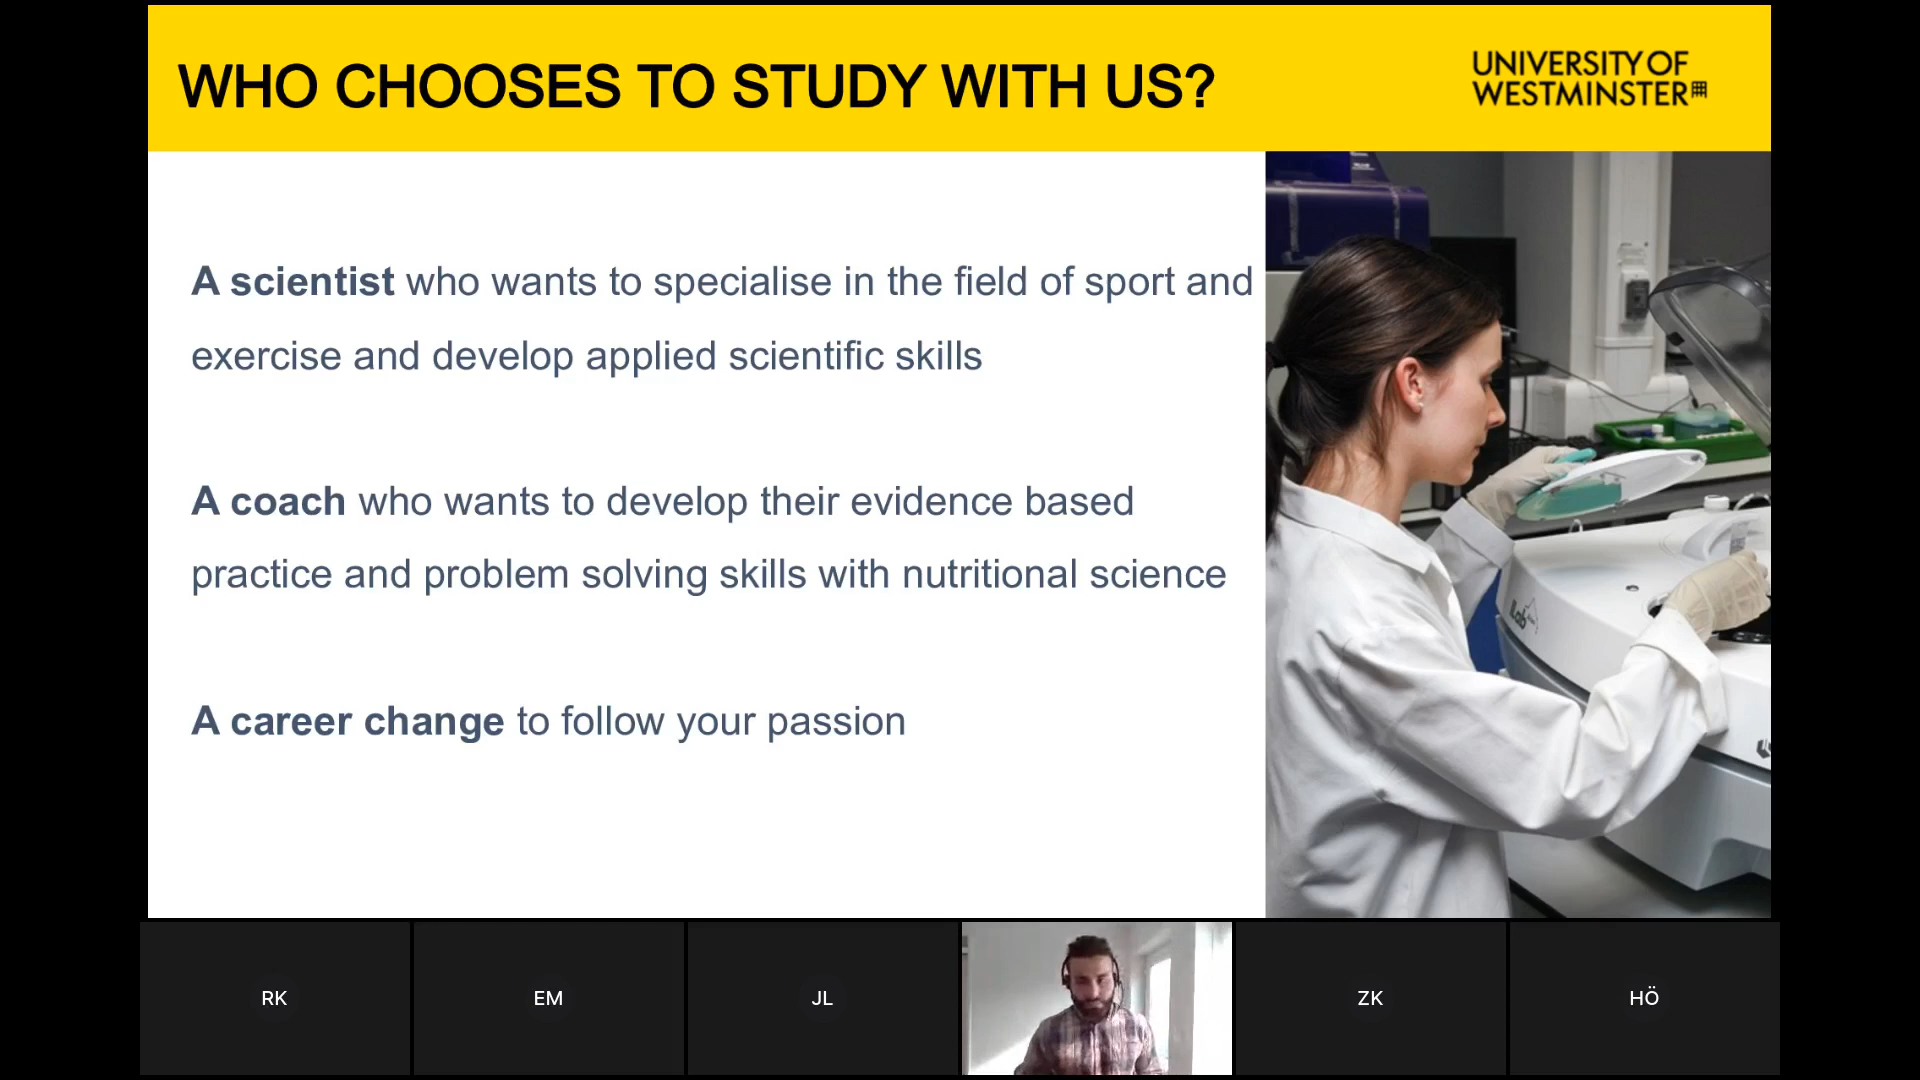 WHO CHOOSES TO STUDY WITH US?
UNIVERSITY OF
WESTMINSTER
A scientist who wants to specialise in the field of sport and
exercise and develop applied scientific skills
A coach who wants to develop their evidence based
practice and problem solving skills with nutritional science
A career change to follow your passion
ILab
RK
EM
JL
ZK
HÖ